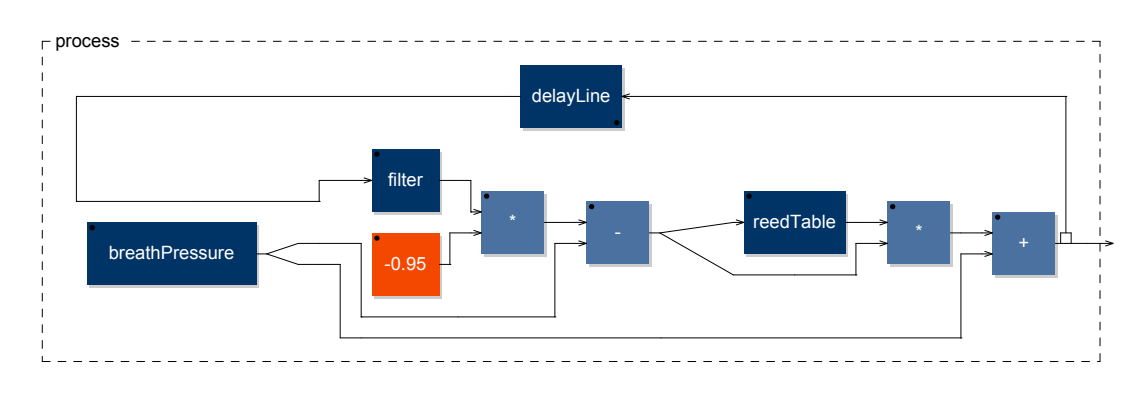 process
delayLine
filter
*
-
reedTable
*
+
breathPressure
-0.95